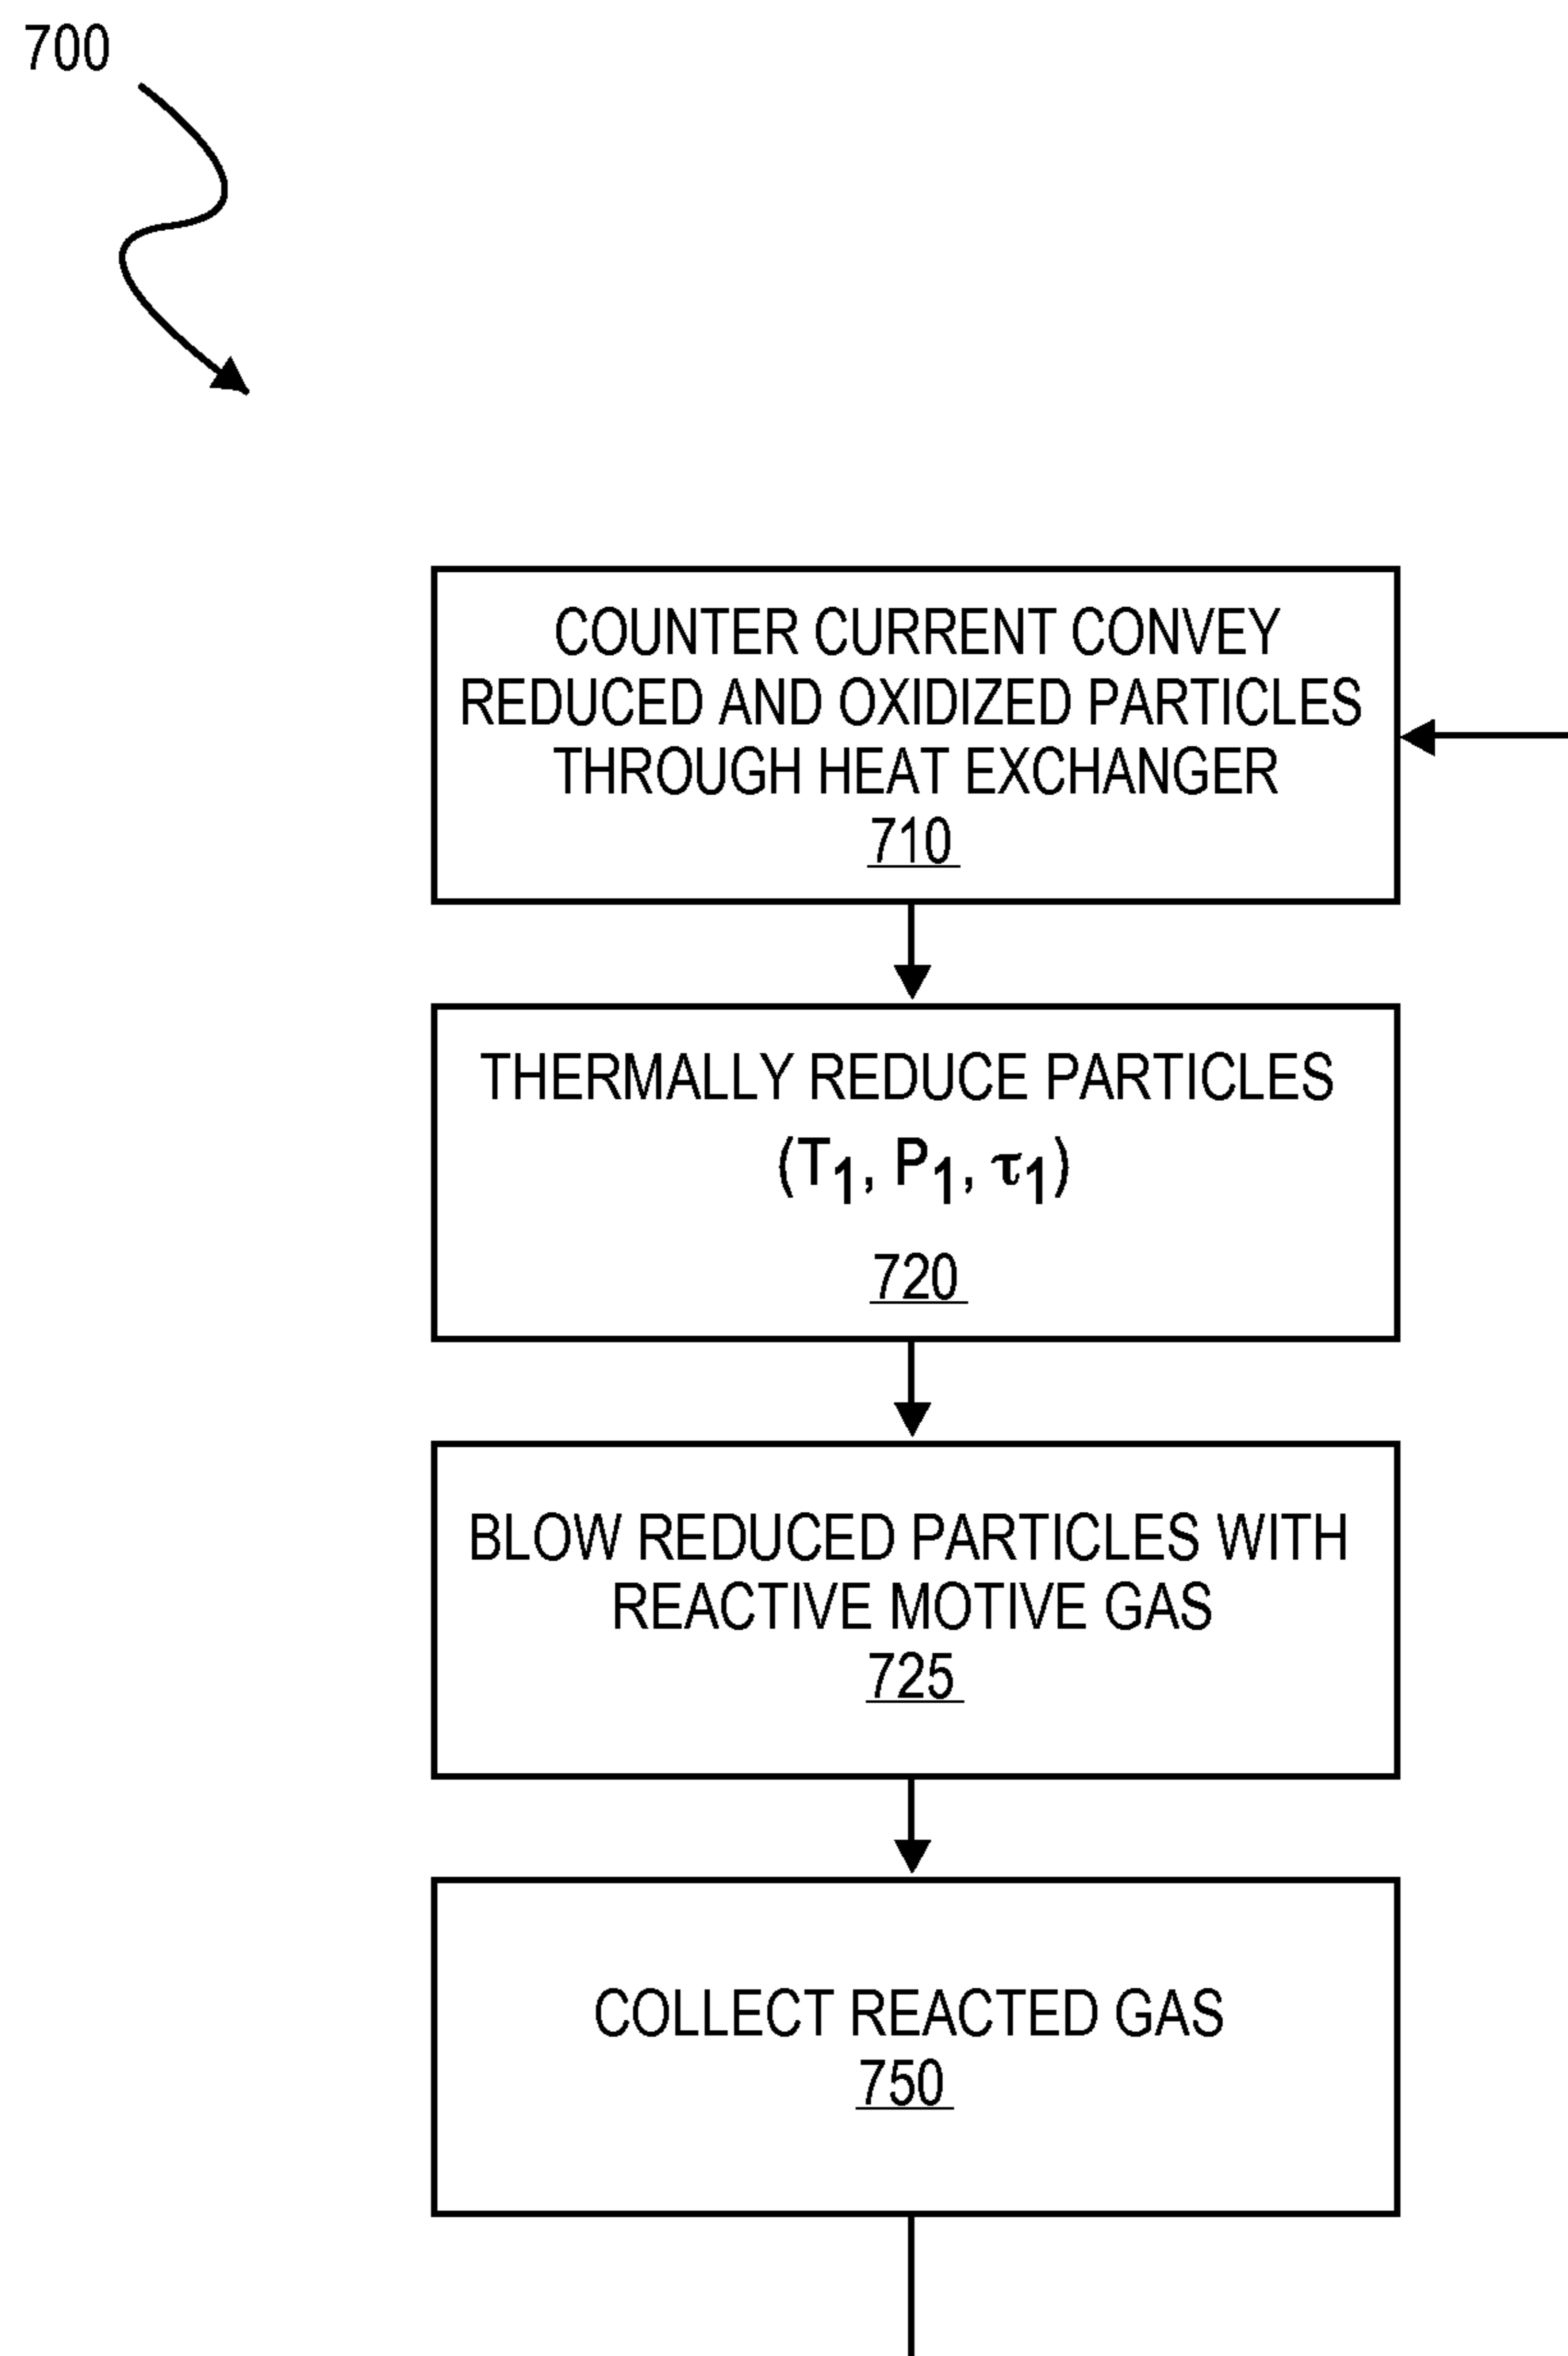 700
COUNTER CURRENT CONVEY
REDUCED AND OXIDIZED PARTICLES
THROUGH HEAT EXCHANGER
710
THERMALLY REDUCE PARTICLES
(T₁, P₁, τ₁)
720
BLOW REDUCED PARTICLES WITH
REACTIVE MOTIVE GAS
725
COLLECT REACTED GAS
750